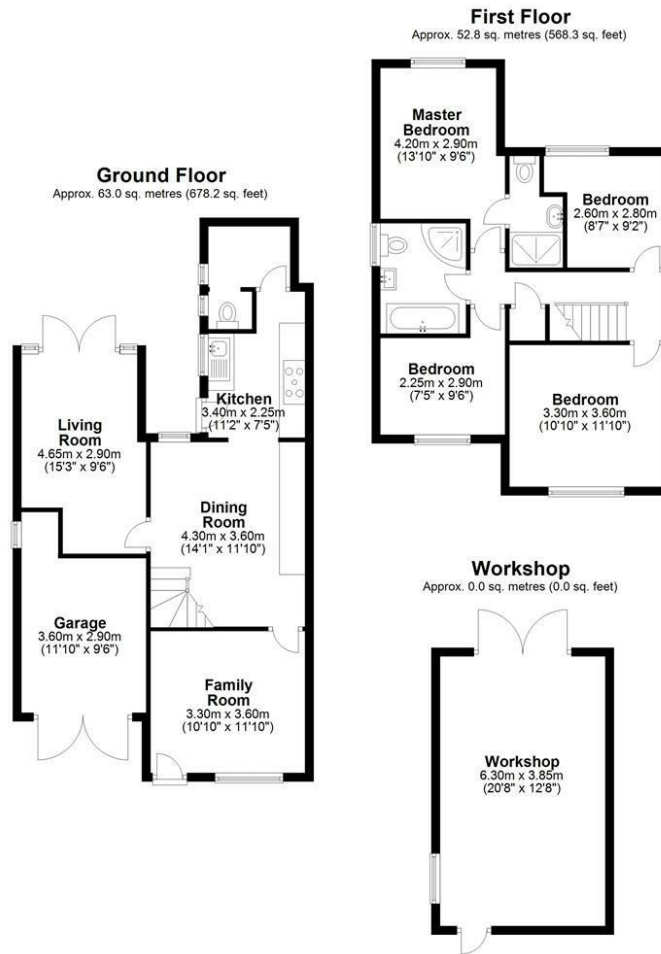 Ground Floor
Approx. 63.0 sq. metres (678.2 sq. feet)
Kitchen
3.40m x 2.25m
(11'2" x 7'5")
Living
Room
4.65m x 2.90m
(15'3" x 9'6")
Dining
Room
4.30m x 3.60m
(14'1" x 11'10")
Garage
3.60m x 2.90m
(11'10" x 9'6")
Family
Room
3.30m x 3.60m
(10'10" x 11'10")
First Floor
Approx. 52.8 sq. metres (568.3 sq. feet)
Master
Bedroom
4.20m x 2.90m
(13'10" x 9'6")
Bedroom
2.60m x 2.80m
(8'7" x 9'2")
Bedroom
2.25m x 2.90m
(7'5" x 9'6")
Bedroom
3.30m x 3.60m
(10'10" x 11'10")
Workshop
Approx. 0.0 sq. metres (0.0 sq. feet)
Workshop
6.30m x 3.85m
(20'8" x 12'8")